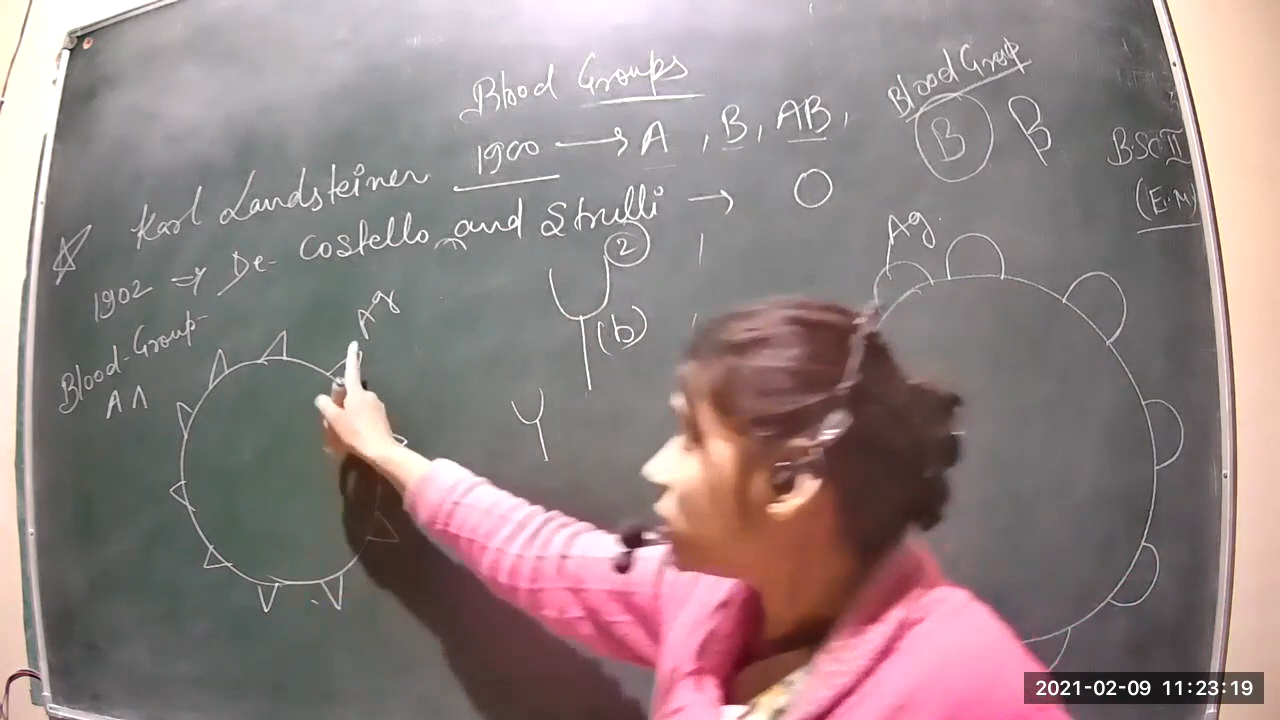 Blood Groups
Karl Landsteiner 1900 → A, B, AB,
1902 → De-Costello and Strulli → O
Blood Group
B B
B.Sc II
(E.M)
Blood-Group-
A Λ
Ag
2
(b)
Ag.
2021-02-09 11:23:19